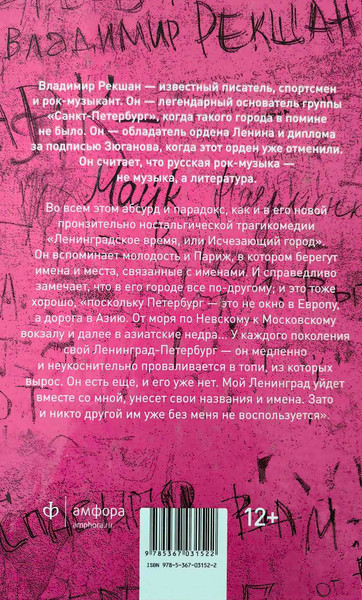 ВЛАДИМИР РЕКШАН
Владимир Рекшан — известный писатель, спортсмен
и рок-музыкант. Он — легендарный основатель группы
«Санкт-Петербург», когда такого города в помине
не было. Он — обладатель ордена Ленина и диплома
за подписью Зюганова, когда этот орден уже отменили.
Он считает, что русская рок-музыка —
не музыка, а литература.
Майк
Во всем этом абсурд и парадокс, как и в его новой
пронзительно ностальгической трагикомедии
«Ленинградское время, или Исчезающий город».
Он вспоминает молодость и Париж, в котором берегут
имена и места, связанные с именами. И справедливо
замечает, что в его городе все по-другому; и это тоже
хорошо, «поскольку Петербург — это не окно в Европу,
а дорога в Азию. От моря по Невскому к Московскому
вокзалу и далее в азиатские недра... У каждого поколения
свой Ленинград-Петербург — он медленно
и неукоснительно проваливается в топи, из которых
вырос. Он есть еще, и его уже нет. Мой Ленинград уйдет
вместе со мной, унесет свои названия и имена. Зато
и никто другой им уже без меня не воспользуется».
амфора
amphora.ru
12+
9 785367 031522
ISBN 978-5-367-03152-2
ВАМ